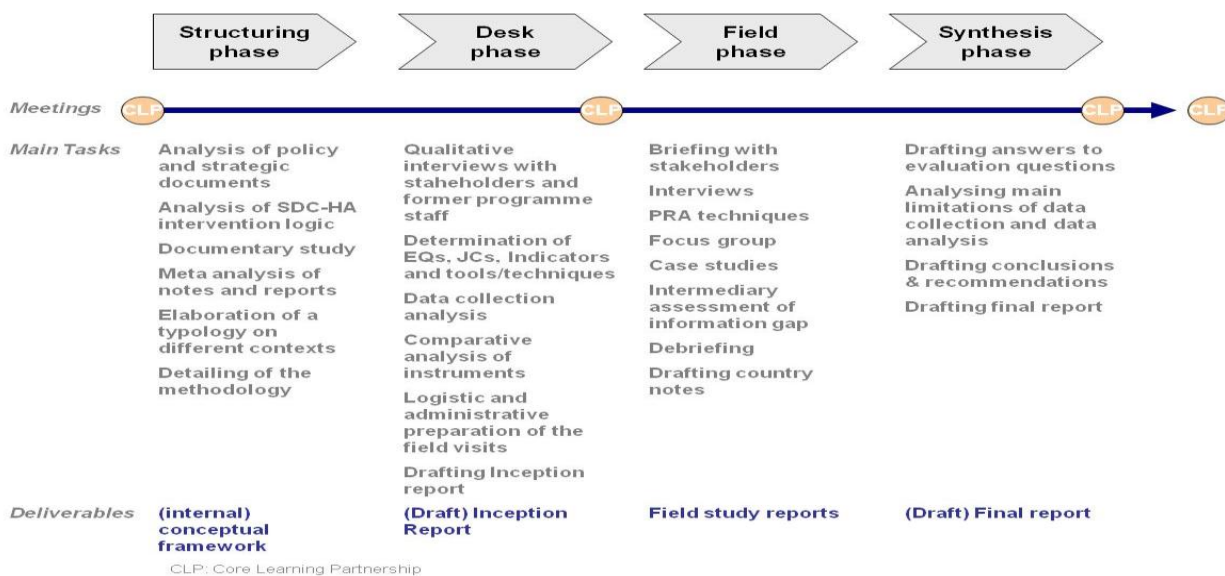 Structuring
phase
Desk
phase
Field
phase
Synthesis
phase
Meetings
CLP
CLP
CLP
CLP
Main Tasks
Analysis of policy
and strategic
documents
Analysis of SDC-HA
intervention logic
Documentary study
Meta analysis of
notes and reports
Elaboration of a
typology on
different contexts
Detailing of the
methodology
Qualitative
interviews with
staheholders and
former programme
staff
Determination of
EQs, JCs, Indicators
and tools/techniques
Data collection
analysis
Comparative
analysis of
instruments
Logistic and
administrative
preparation of the
field visits
Drafting Inception
report
Briefing with
stakeholders
Interviews
PRA techniques
Focus group
Case studies
Intermediary
assessment of
information gap
Debriefing
Drafting country
notes
Drafting answers to
evaluation questions
Analysing main
limitations of data
collection and data
analysis
Drafting conclusions
& recommendations
Drafting final report
Deliverables
(internal)
conceptual
framework
(Draft) Inception
Report
Field study reports
(Draft) Final report
CLP: Core Learning Partnership